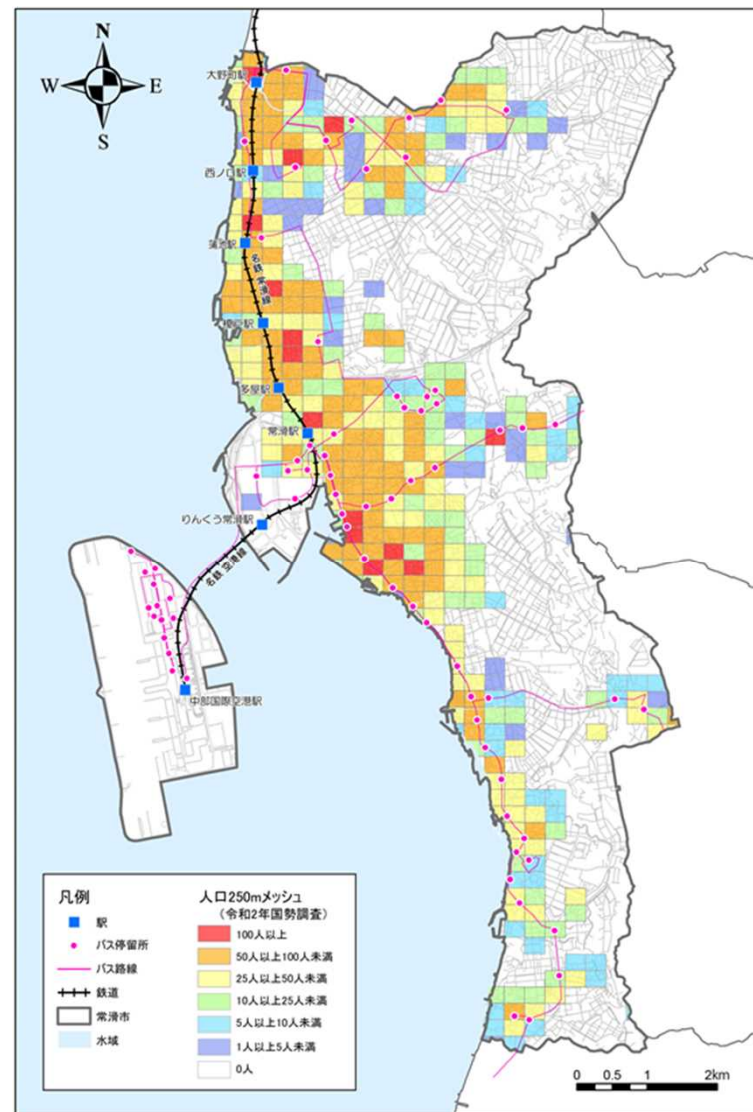 N
W E
S
大野町駅
西ノ口駅
蒲池駅
名鉄 常滑線
榎戸駅
多屋駅
常滑駅
りんくう常滑駅
名鉄 空港線
中部国際空港駅
凡例
駅
バス停留所
バス路線
鉄道
常滑市
水域
人口250mメッシュ
(令和2年国勢調査)
100人以上
50人以上100人未満
25人以上50人未満
10人以上25人未満
5人以上10人未満
1人以上5人未満
0人
0 0.5 1 2km